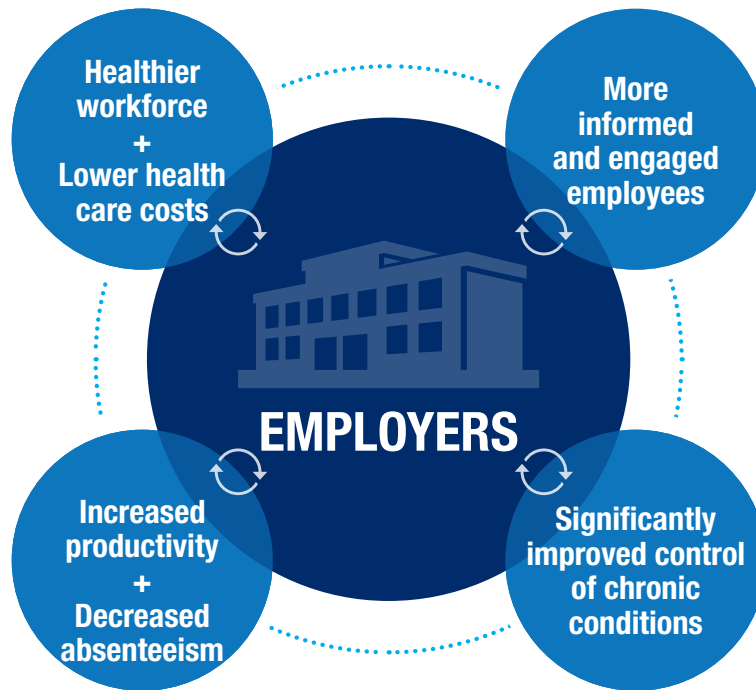 Healthier
workforce
+
Lower health
care costs
More
informed
and engaged
employees
EMPLOYERS
Increased
productivity
+
Decreased
absenteeism
Significantly
improved control
of chronic
conditions